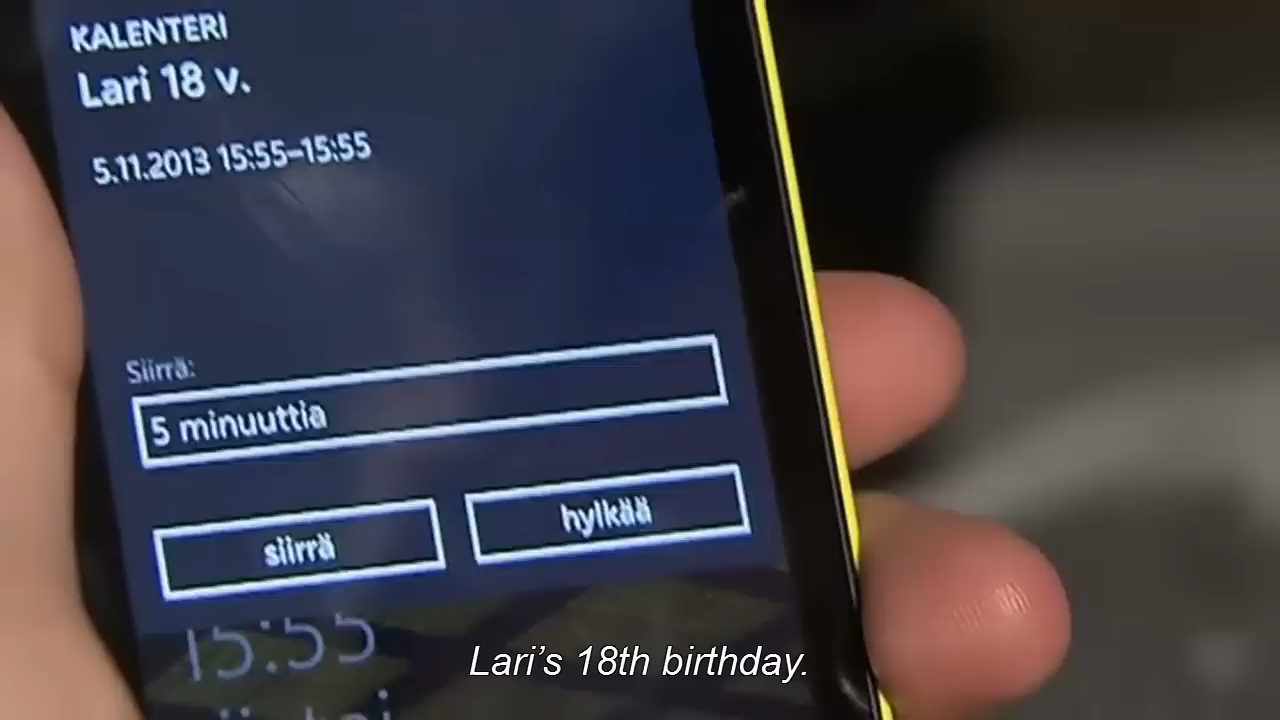 KALENTERI
Lari 18 v.
5.11.2013 15:55–15:55
Siirrä:
5 minuuttia
siirrä
hylkää
15:55
Lari's 18th birthday.